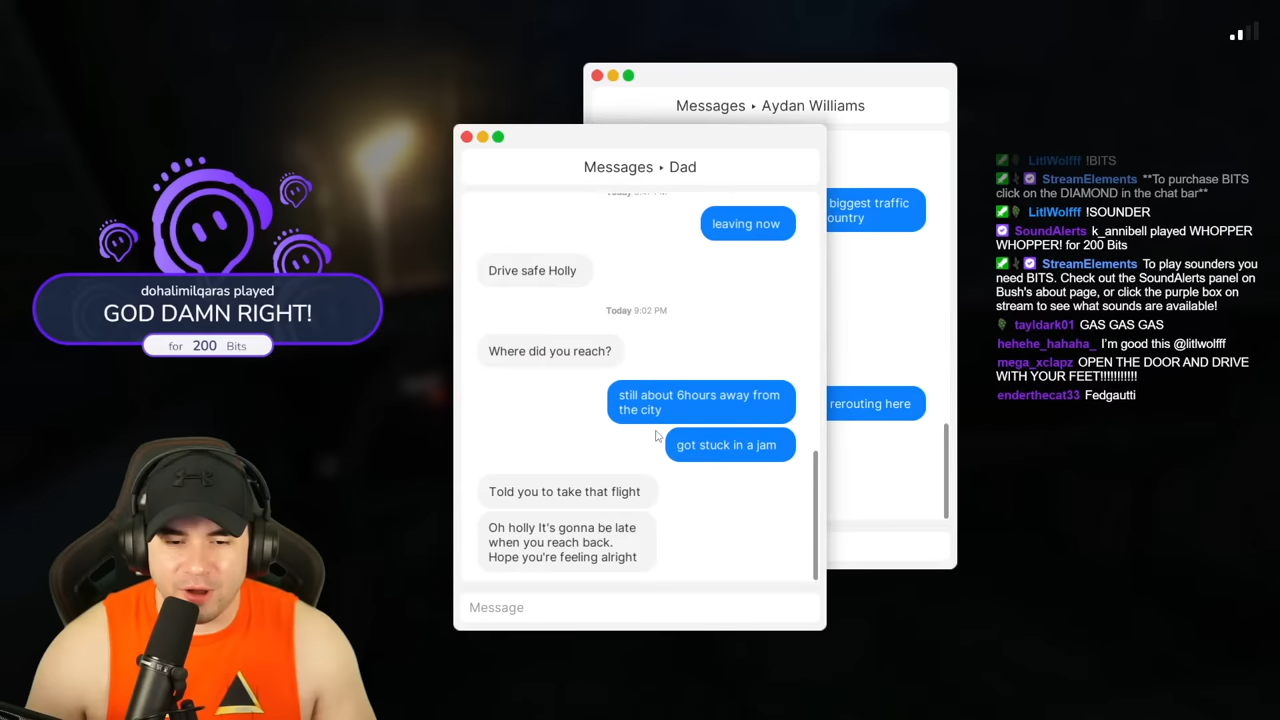 Messages ▸ Aydan Williams
biggest traffic
ountry
rerouting here
Messages ▸ Dad
leaving now
Drive safe Holly
Today 9:02 PM
Where did you reach?
still about 6hours away from
the city
got stuck in a jam
Told you to take that flight
Oh holly It's gonna be late
when you reach back.
Hope you're feeling alright
Message
dohalimilqaras played
GOD DAMN RIGHT!
for 200 Bits
LitlWolfff !BITS
StreamElements **To purchase BITS
click on the DIAMOND in the chat bar**
LitlWolfff !SOUNDER
SoundAlerts k_annibell played WHOPPER
WHOPPER! for 200 Bits
StreamElements To play sounders you
need BITS. Check out the SoundAlerts panel on
Bush's about page, or click the purple box on
stream to see what sounds are available!
tayldark01 GAS GAS GAS
hehehe_hahaha_ I'm good this @litlwolfff
mega_xclapz OPEN THE DOOR AND DRIVE
WITH YOUR FEET!!!!!!!!!!!
enderthecat33 Fedgautti